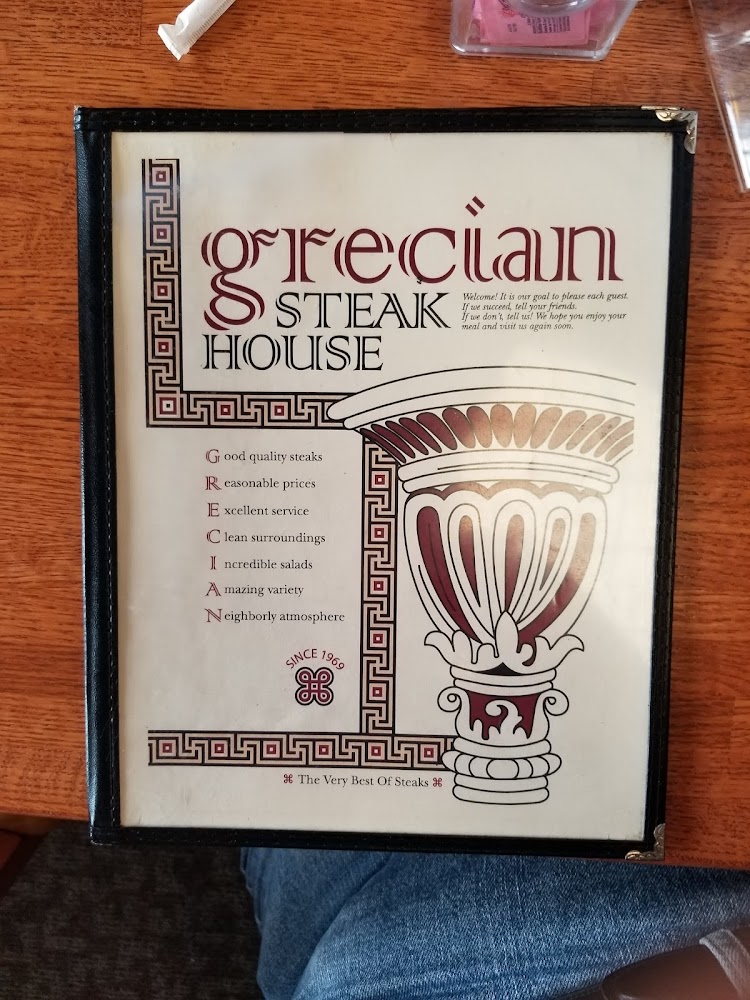 grecian
STEAK
HOUSE
Welcome! It is our goal to please each guest.
If we succeed, tell your friends.
If we don't, tell us! We hope you enjoy your
meal and visit us again soon.
Good quality steaks
Reasonable prices
Excellent service
Clean surroundings
Incredible salads
Amazing variety
Neighborly atmosphere
SINCE 1969
⌘ The Very Best Of Steaks ⌘